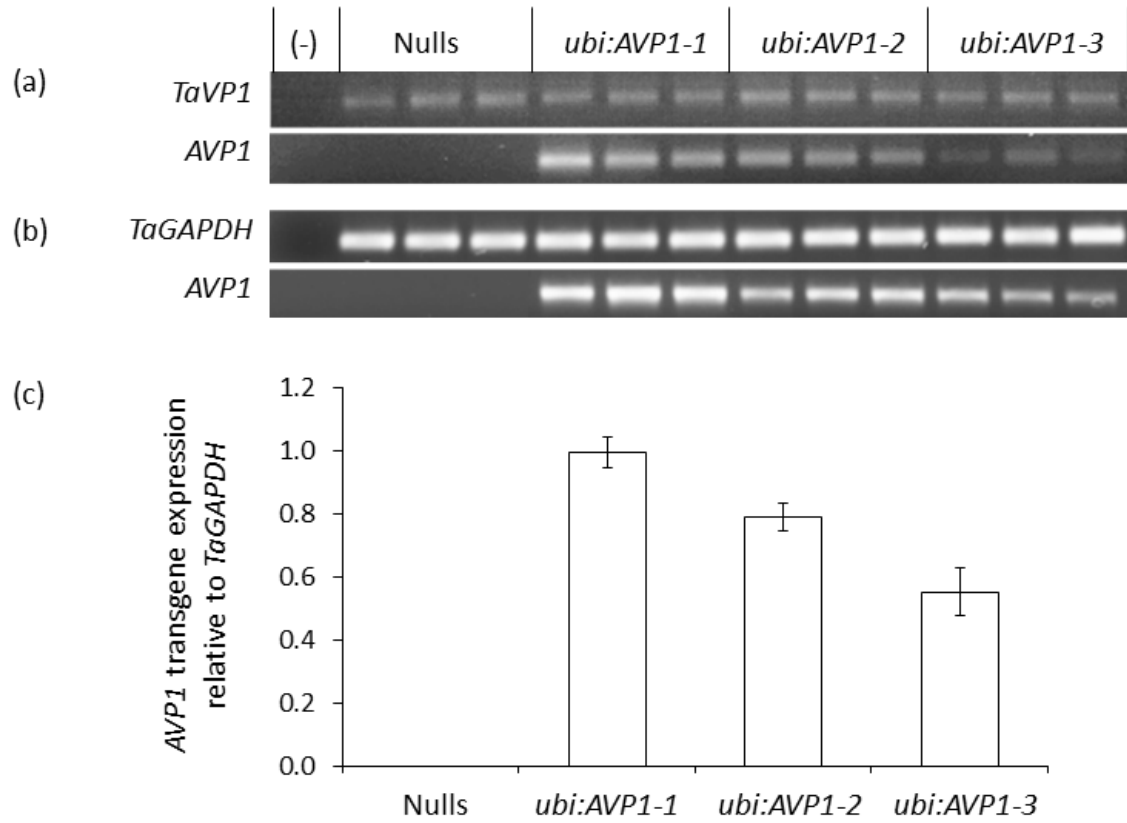 (-) Nulls ubi:AVP1-1 ubi:AVP1-2 ubi:AVP1-3
(a) TaVP1
AVP1
(b) TaGAPDH
AVP1
(c)
AVP1 transgene expression
relative to TaGAPDH
1.2
1.0
0.8
0.6
0.4
0.2
0.0
Nulls ubi:AVP1-1 ubi:AVP1-2 ubi:AVP1-3